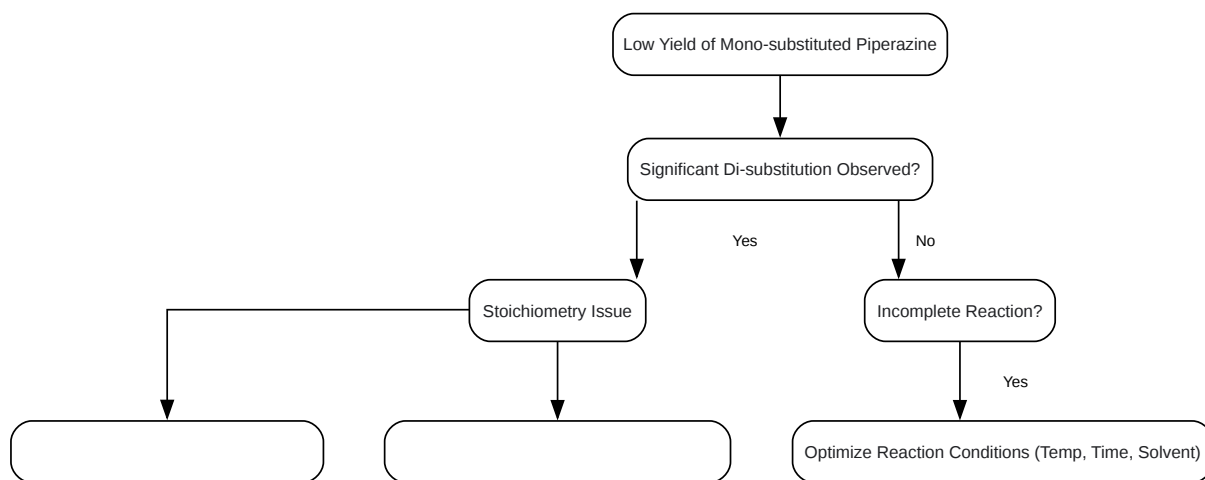 Low Yield of Mono-substituted Piperazine
Significant Di-substitution Observed?
Yes
No
Stoichiometry Issue
Incomplete Reaction?
Yes
Optimize Reaction Conditions (Temp, Time, Solvent)